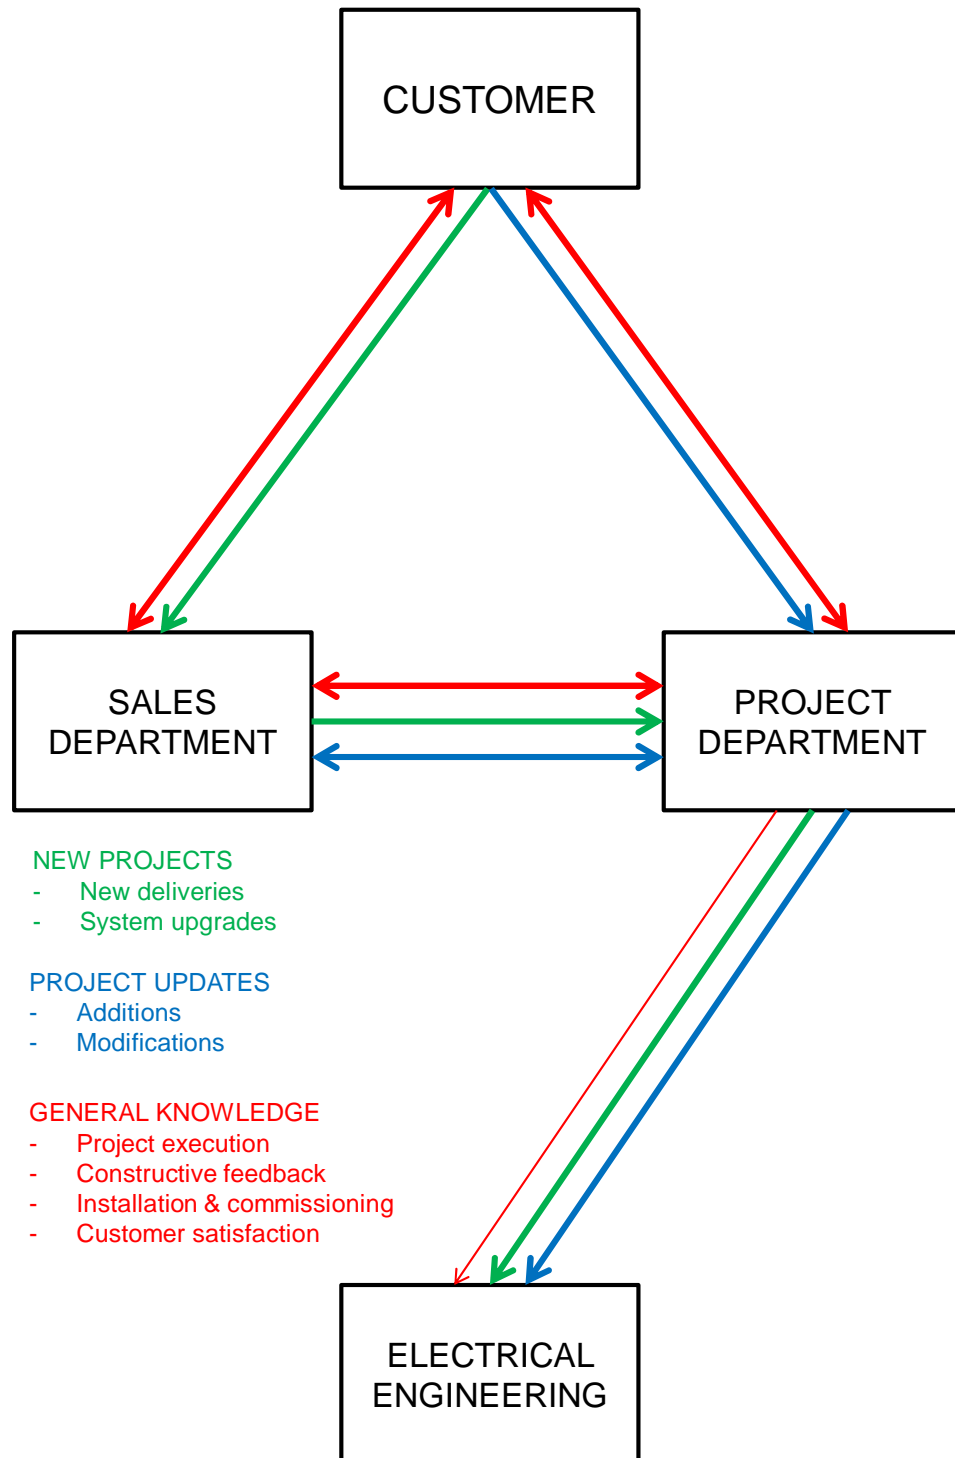 CUSTOMER
SALES
DEPARTMENT
PROJECT
DEPARTMENT
NEW PROJECTS
- New deliveries
- System upgrades
PROJECT UPDATES
- Additions
- Modifications
GENERAL KNOWLEDGE
- Project execution
- Constructive feedback
- Installation & commissioning
- Customer satisfaction
ELECTRICAL
ENGINEERING